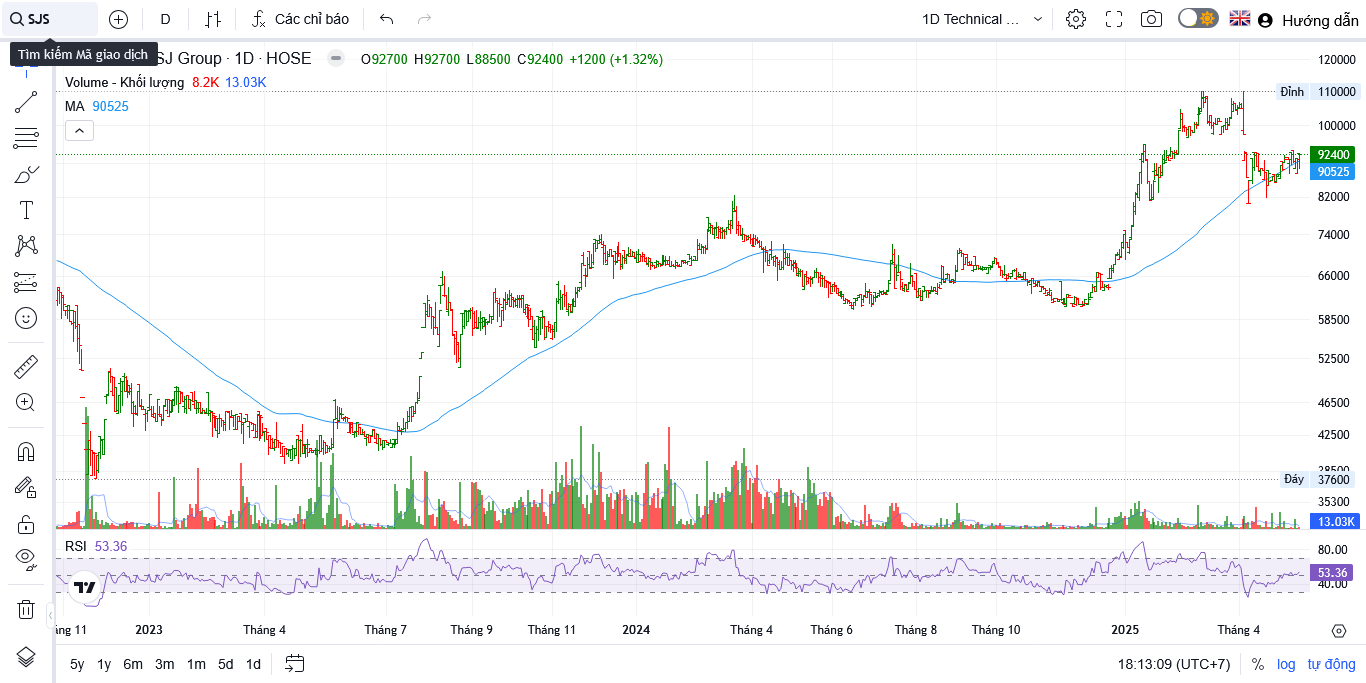 SJS
D
Các chỉ báo
1D Technical ...
Hướng dẫn
Tìm kiếm Mã giao dịch
SJ Group · 1D · HOSE
O92700 H92700 L88500 C92400 +1200 (+1.32%)
Volume - Khối lượng 8.2K 13.03K
MA 90525
120000
Đỉnh 110000
100000
92400
90525
82000
74000
66000
58500
52500
46500
42500
38500
Đáy 37600
35300
13.03K
RSI 53.36
80.00
53.36
40.00
ng 11 2023 Tháng 4 Tháng 7 Tháng 9 Tháng 11 2024 Tháng 4 Tháng 6 Tháng 8 Tháng 10 2025 Tháng 4
5y 1y 6m 3m 1m 5d 1d
18:13:09 (UTC+7) % log tự động